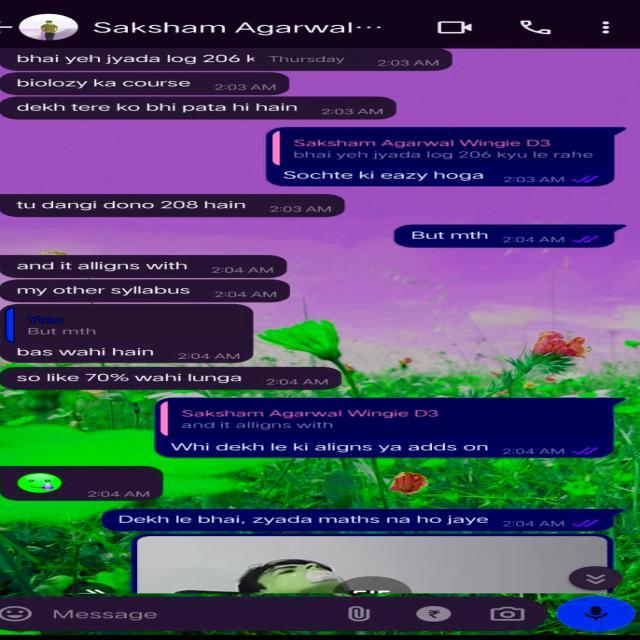 Saksham Agarwal...
bhai yeh jyada log 206 k
Thursday
2:03 AM
biolozy ka course 2:03 AM
dekh tere ko bhi pata hi hain 2:03 AM
Saksham Agarwal Wingie D3
bhai yeh jyada log 206 kyu le rahe
Sochte ki eazy hoga 2:03 AM
tu dangi dono 208 hain 2:03 AM
But mth 2:04 AM
and it alligns with 2:04 AM
my other syllabus 2:04 AM
You
But mth
bas wahi hain 2:04 AM
so like 70% wahi lunga 2:04 AM
Saksham Agarwal Wingie D3
and it alligns with
Whi dekh le ki aligns ya adds on 2:04 AM
2:04 AM
Dekh le bhai, zyada maths na ho jaye 2:04 AM
GIF
Message